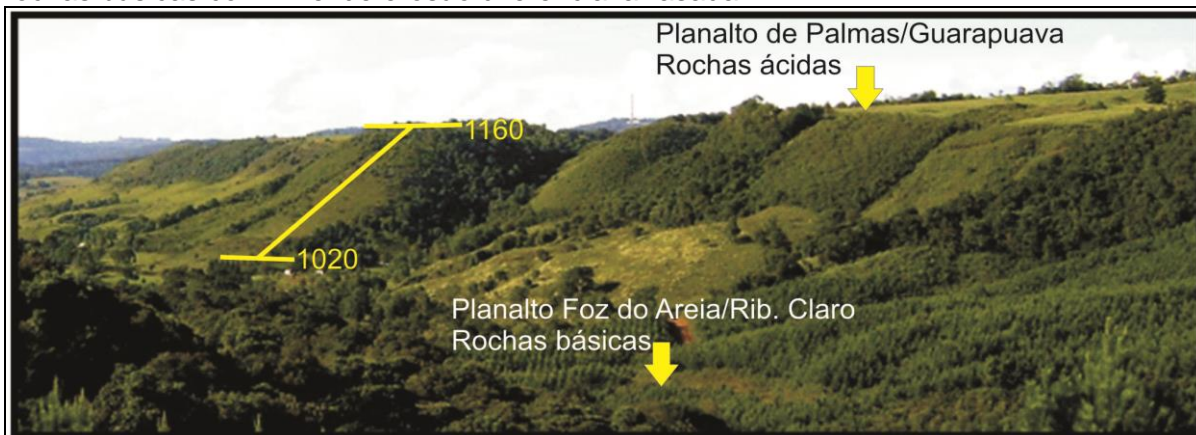 Planalto de Palmas/Guarapuava
Rochas ácidas
1160
1020
Planalto Foz do Areia/Rib. Claro
Rochas básicas